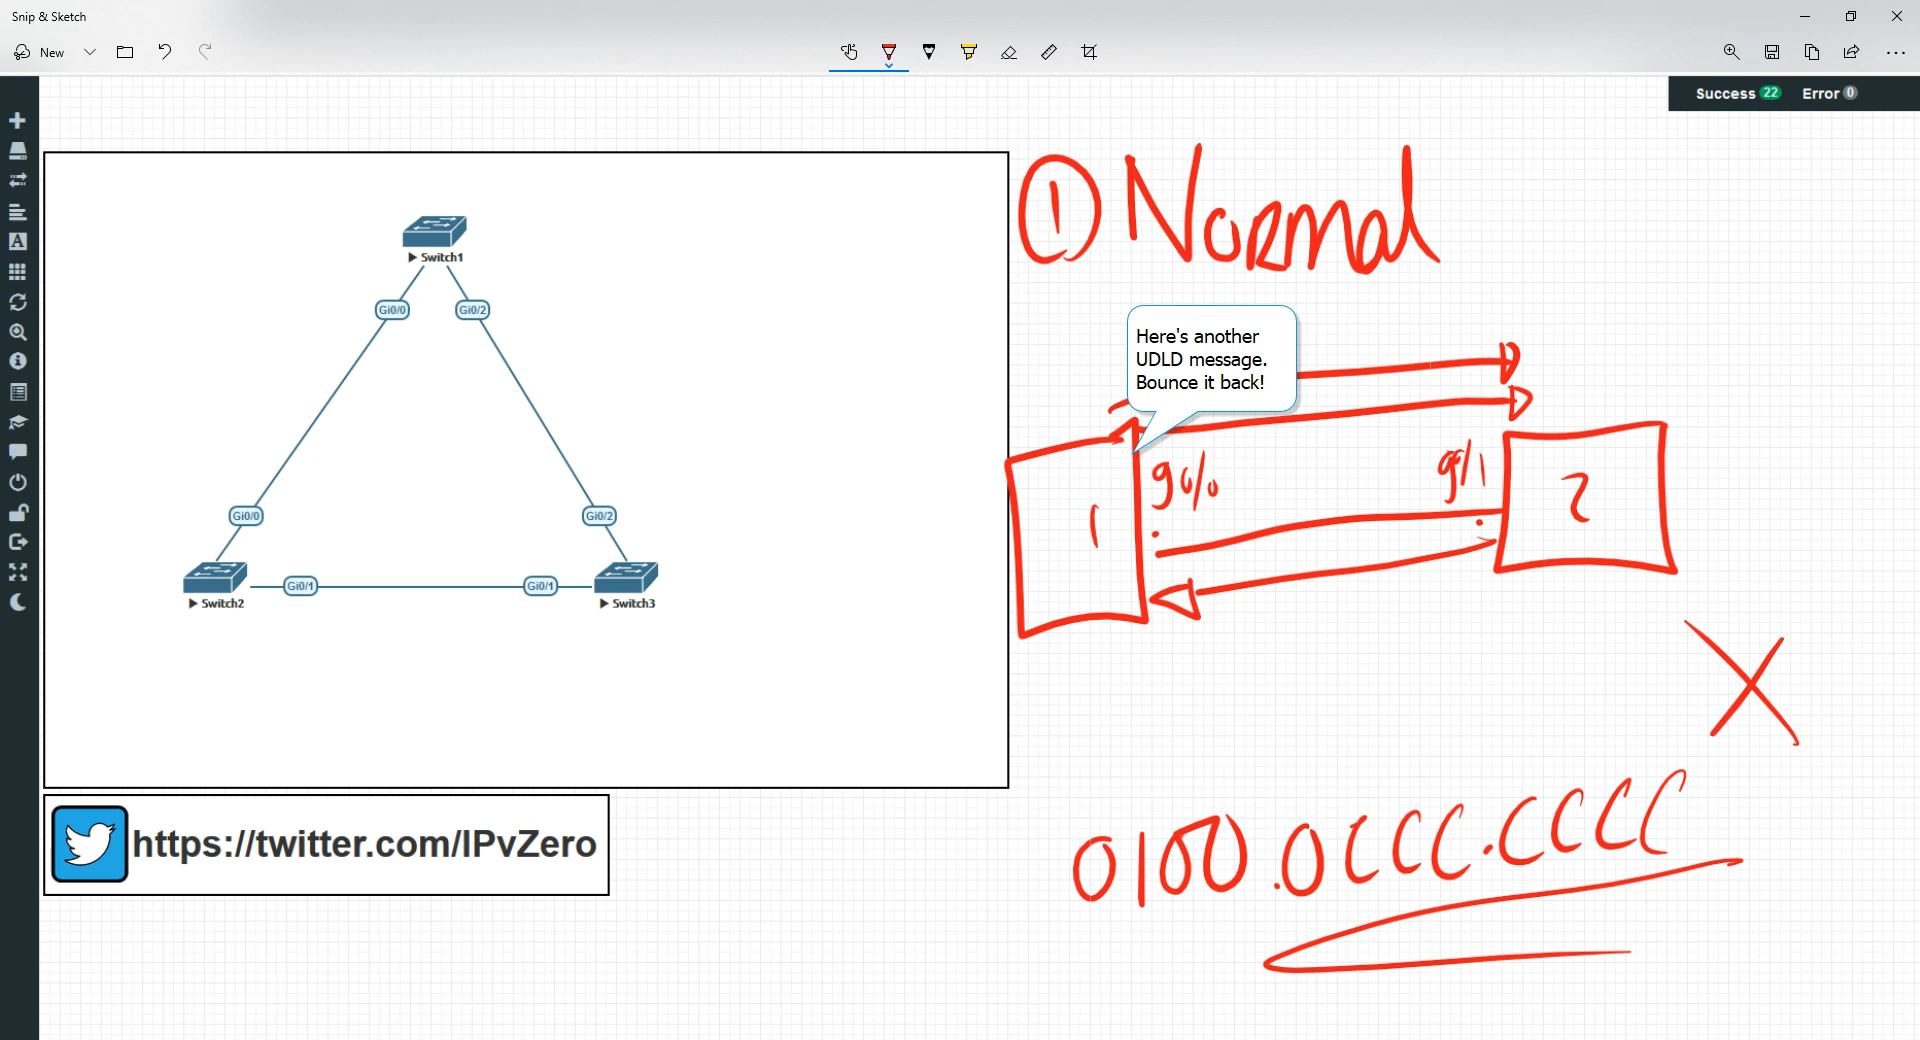 Snip & Sketch
New
Success 22 Error 0
Switch1
Gi0/0
Gi0/2
Gi0/0
Gi0/2
Gi0/1
Gi0/1
Switch2
Switch3
https://twitter.com/IPvZero
1 Normal
Here's another
UDLD message.
Bounce it back!
g0/0
g0/1
1
2
0100.0CCC.CCCC